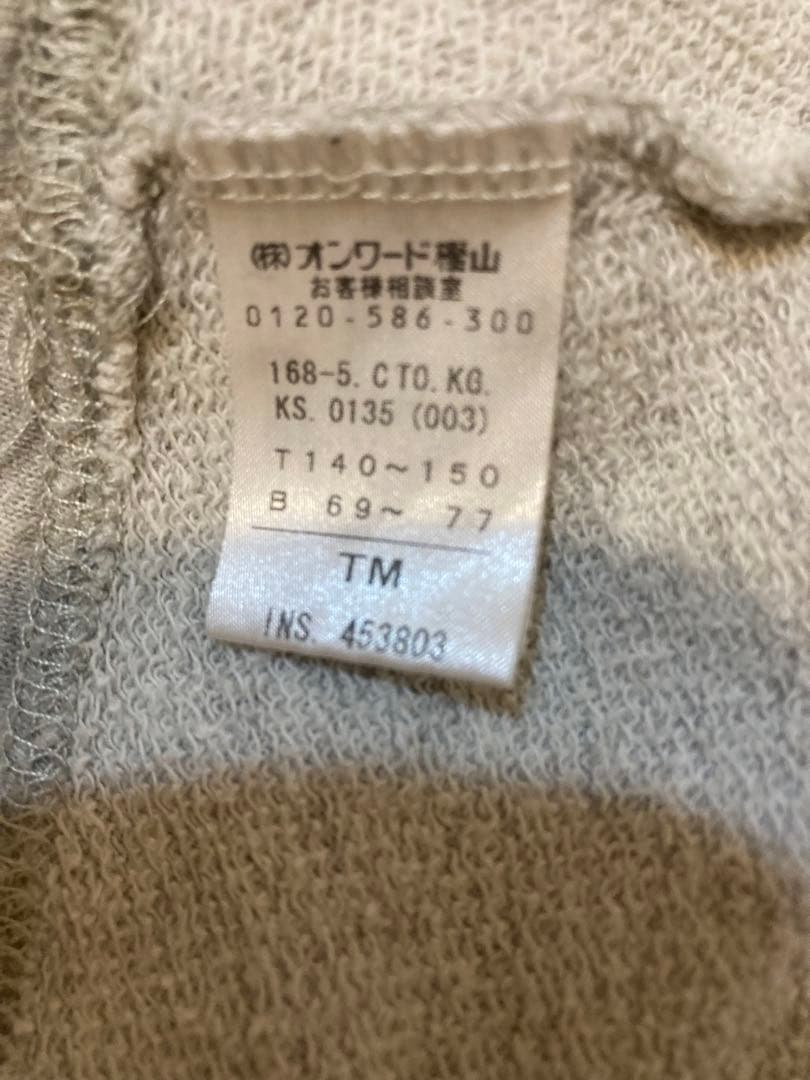 (株)オンワード樫山
お客様相談室
0120-586-300
168-5. CTO. KG.
KS. 0135 (003)
T140~150
B 69~ 77
TM
INS. 453803